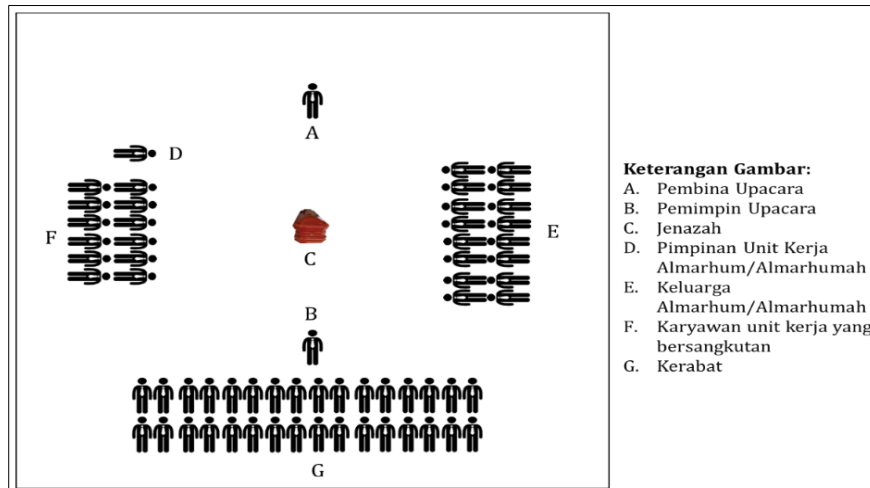 A
D
F
C
E
B
G
Keterangan Gambar:
A. Pembina Upacara
B. Pemimpin Upacara
C. Jenazah
D. Pimpinan Unit Kerja
Almarhum/Almarhumah
E. Keluarga
Almarhum/Almarhumah
F. Karyawan unit kerja yang
bersangkutan
G. Kerabat